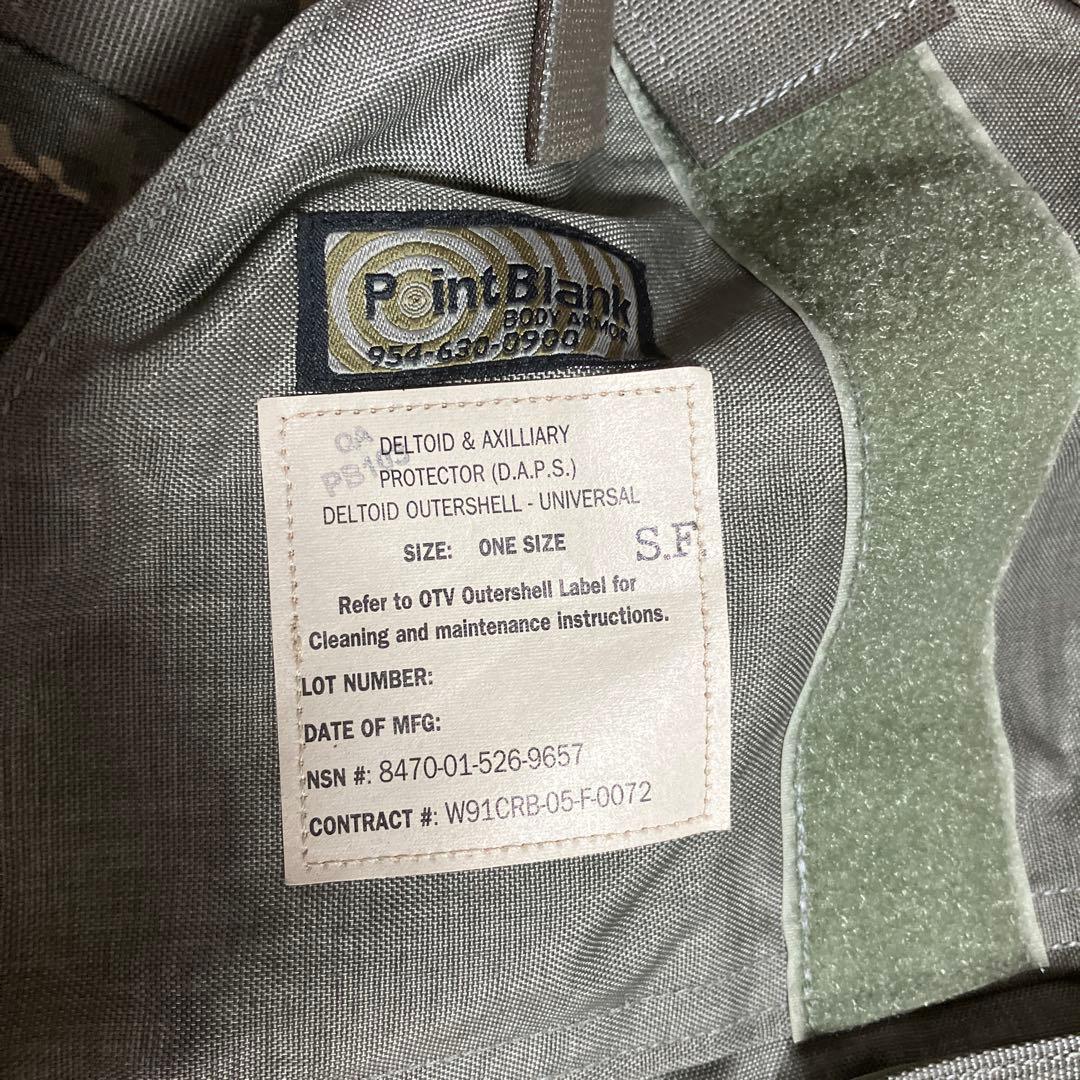 PointBlank
BODY ARMOR
954-630-0900
QA
PB103
DELTOID & AXILLIARY
PROTECTOR (D.A.P.S.)
DELTOID OUTERSHELL - UNIVERSAL
SIZE: ONE SIZE
S.F.
Refer to OTV Outershell Label for
Cleaning and maintenance instructions.
LOT NUMBER:
DATE OF MFG:
NSN #: 8470-01-526-9657
CONTRACT #: W91CRB-05-F-0072